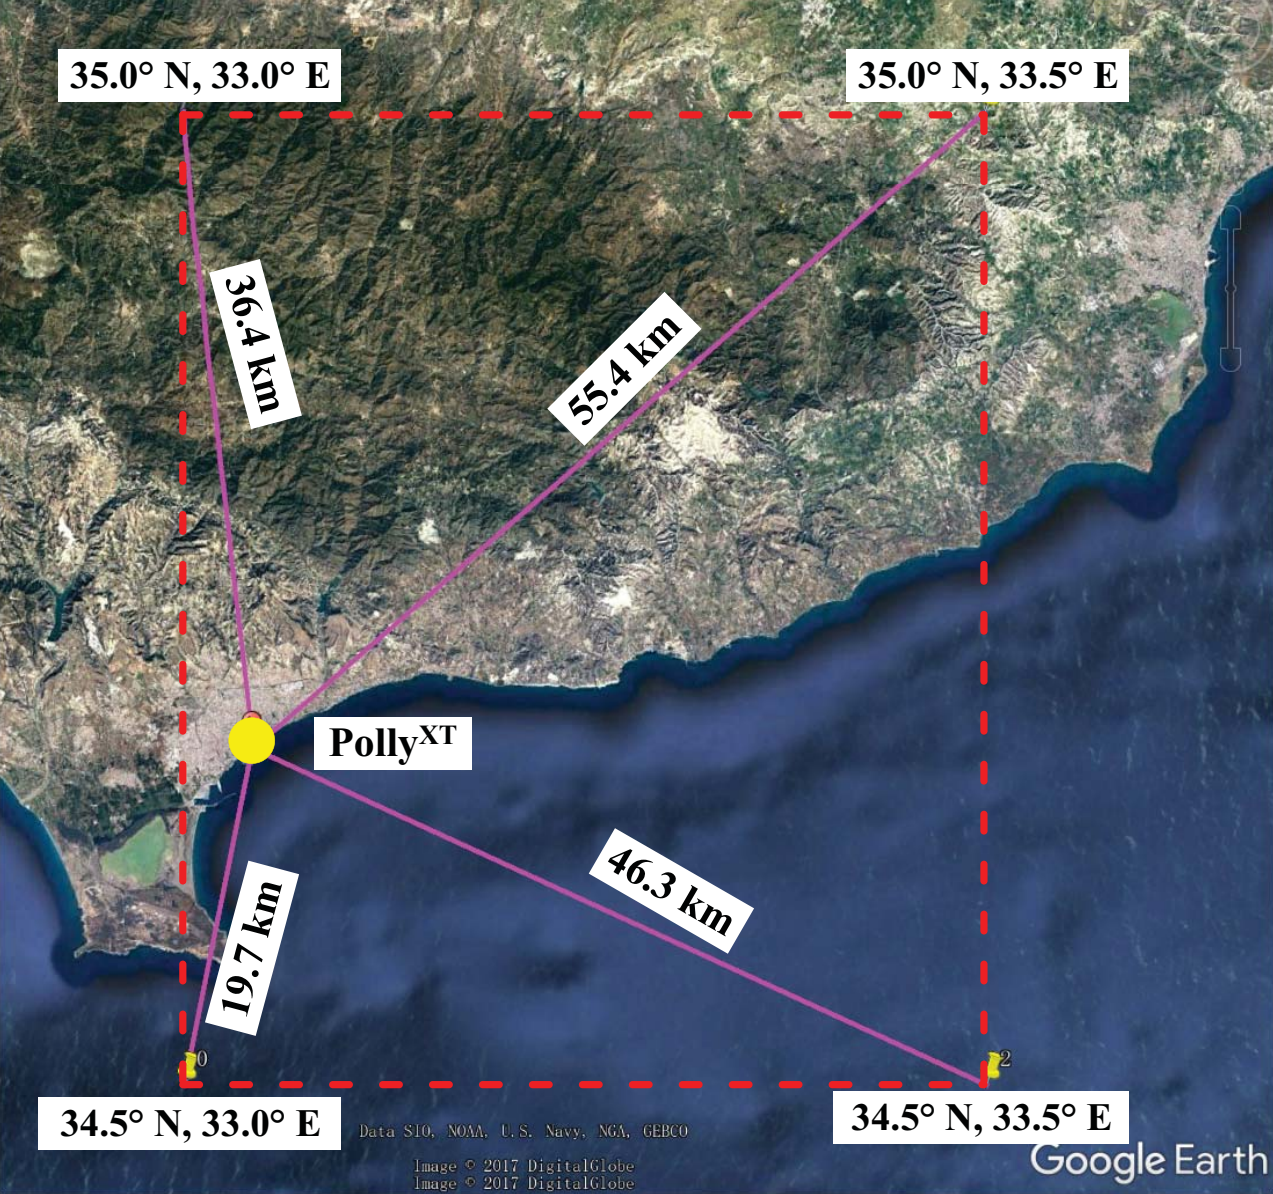 35.0° N, 33.0° E
35.0° N, 33.5° E
36.4 km
55.4 km
Polly^XT
46.3 km
19.7 km
0
2
34.5° N, 33.0° E
34.5° N, 33.5° E
Data SIO, NOAA, U.S. Navy, NGA, GEBCO
Image © 2017 DigitalGlobe
Image © 2017 DigitalGlobe
Google Earth